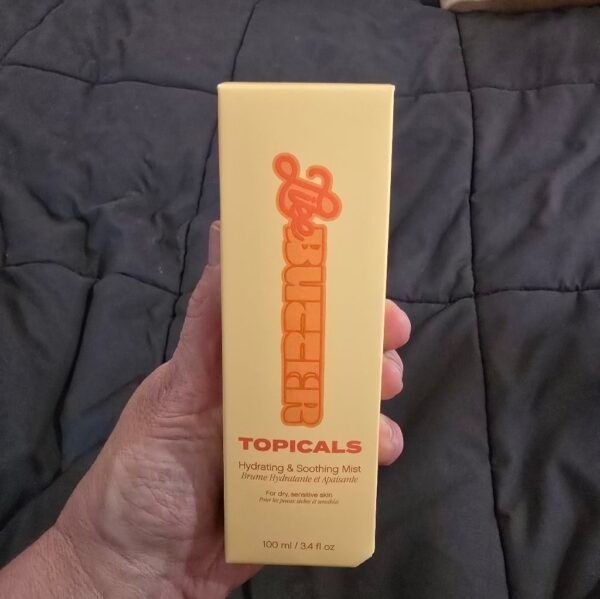 Like
BUTTER
TOPICALS
Hydrating & Soothing Mist
Brume Hydratante et Apaisante
For dry, sensitive skin
Pour les peaux sèches et sensibles
100 ml / 3.4 fl oz